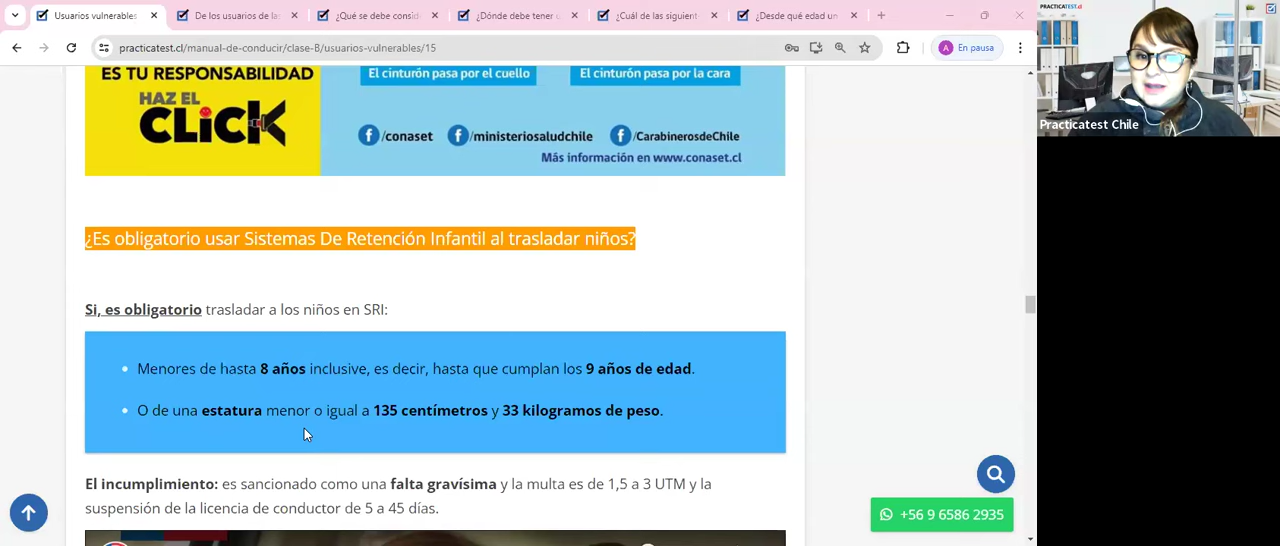 Usuarios vulnerables
De los usuarios de la
¿Qué se debe consid
¿Dónde debe tener u
¿Cuál de las siguient
¿Desde qué edad un
practicatest.cl/manual-de-conducir/clase-B/usuarios-vulnerables/15
A En pausa
PRACTICATEST.cl
Practicatest Chile
ES TU RESPONSABILIDAD
El cinturón pasa por el cuello
El cinturón pasa por la cara
HAZ EL
CLICK
/conaset
/ministeriosaludchile
/CarabinerosdeChile
Más información en www.conaset.cl
¿Es obligatorio usar Sistemas De Retención Infantil al trasladar niños?
Si, es obligatorio trasladar a los niños en SRI:
• Menores de hasta 8 años inclusive, es decir, hasta que cumplan los 9 años de edad.
• O de una estatura menor o igual a 135 centímetros y 33 kilogramos de peso.
El incumplimiento: es sancionado como una falta gravísima y la multa es de 1,5 a 3 UTM y la
suspensión de la licencia de conductor de 5 a 45 días.
+56 9 6586 2935